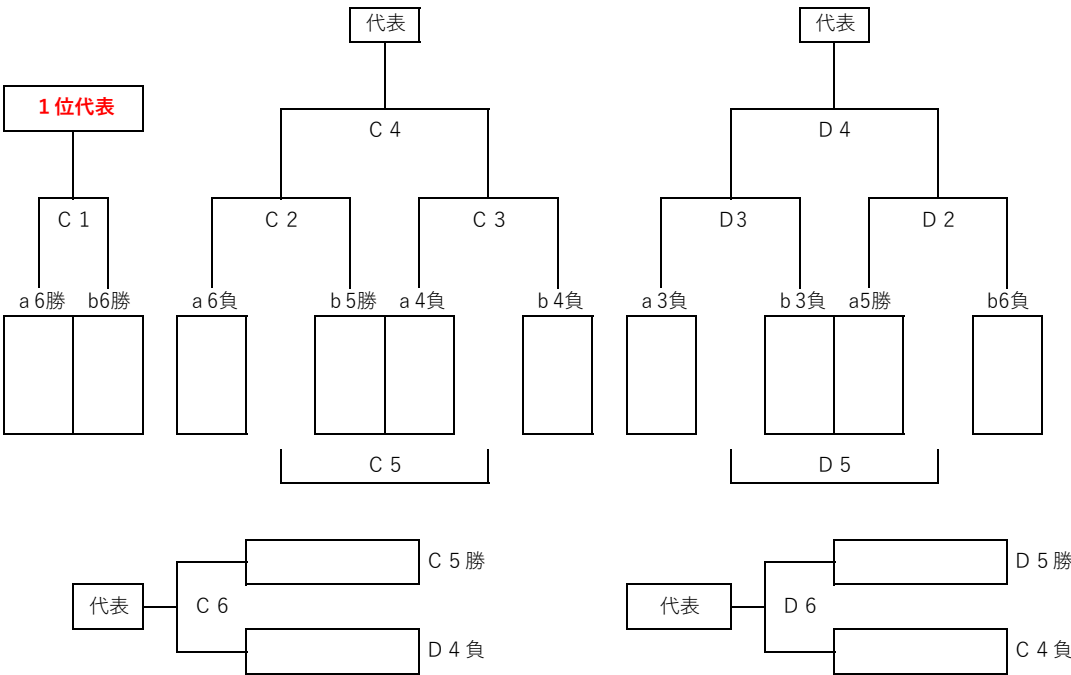 代表
代表
１位代表
Ｃ４
Ｄ４
Ｃ１
Ｃ２
Ｃ３
Ｄ3
Ｄ２
ａ6勝
b6勝
ａ6負
ｂ5勝
ａ4負
ｂ4負
ａ3負
ｂ3負
a5勝
b6負
Ｃ５
Ｄ５
Ｃ５勝
Ｄ５勝
代表
Ｃ６
代表
Ｄ６
Ｄ４負
Ｃ４負